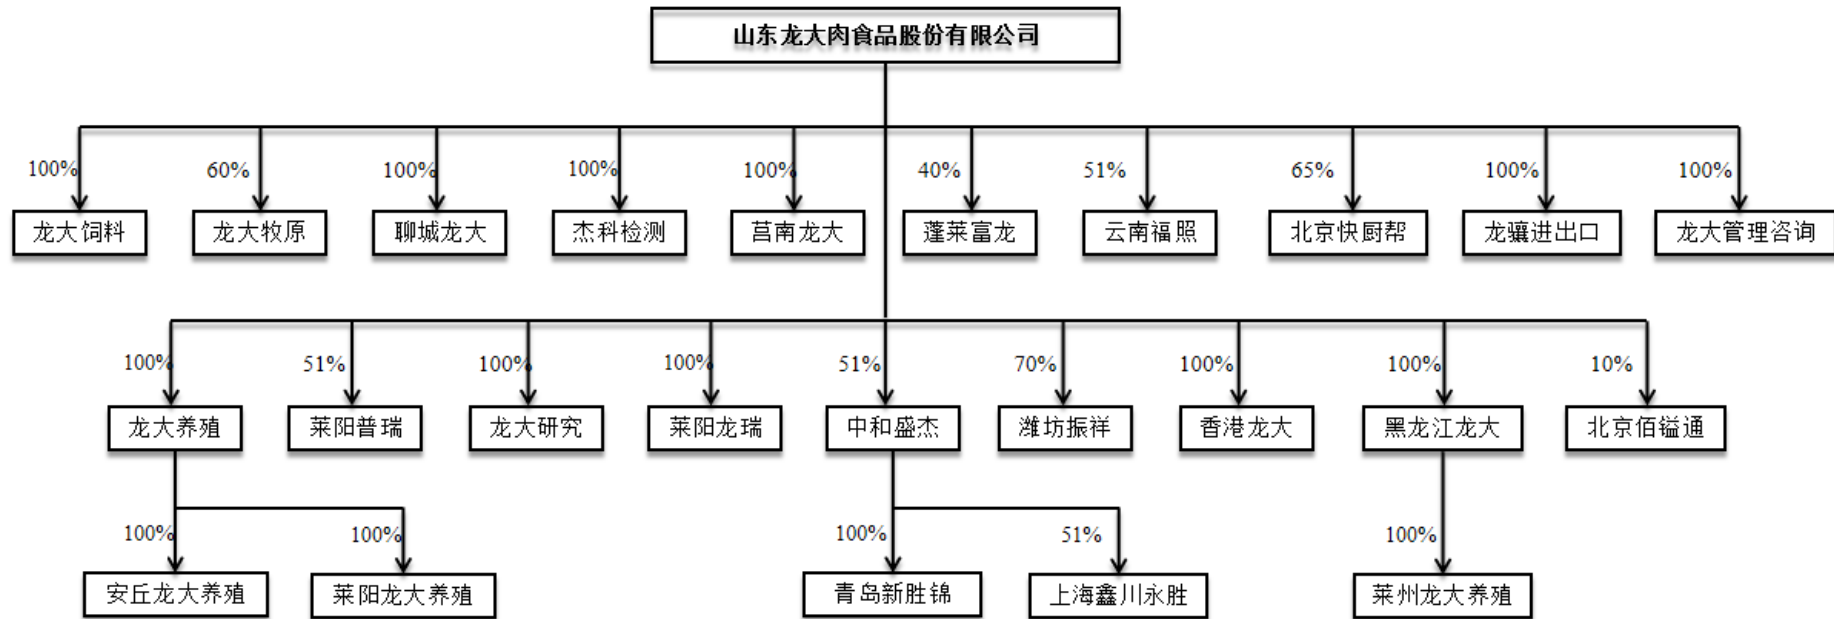 山东龙大肉食品股份有限公司
100% 60% 100% 100% 100% 40% 51% 65% 100% 100%
龙大饲料 龙大牧原 聊城龙大 杰科检测 莒南龙大 蓬莱富龙 云南福照 北京快厨帮 龙骧进出口 龙大管理咨询
100% 51% 100% 100% 51% 70% 100% 100% 10%
龙大养殖 莱阳普瑞 龙大研究 莱阳龙瑞 中和盛杰 潍坊振祥 香港龙大 黑龙江龙大 北京佰镒通
100% 100% 100% 51% 100%
安丘龙大养殖 莱阳龙大养殖 青岛新胜锦 上海鑫川永胜 莱州龙大养殖